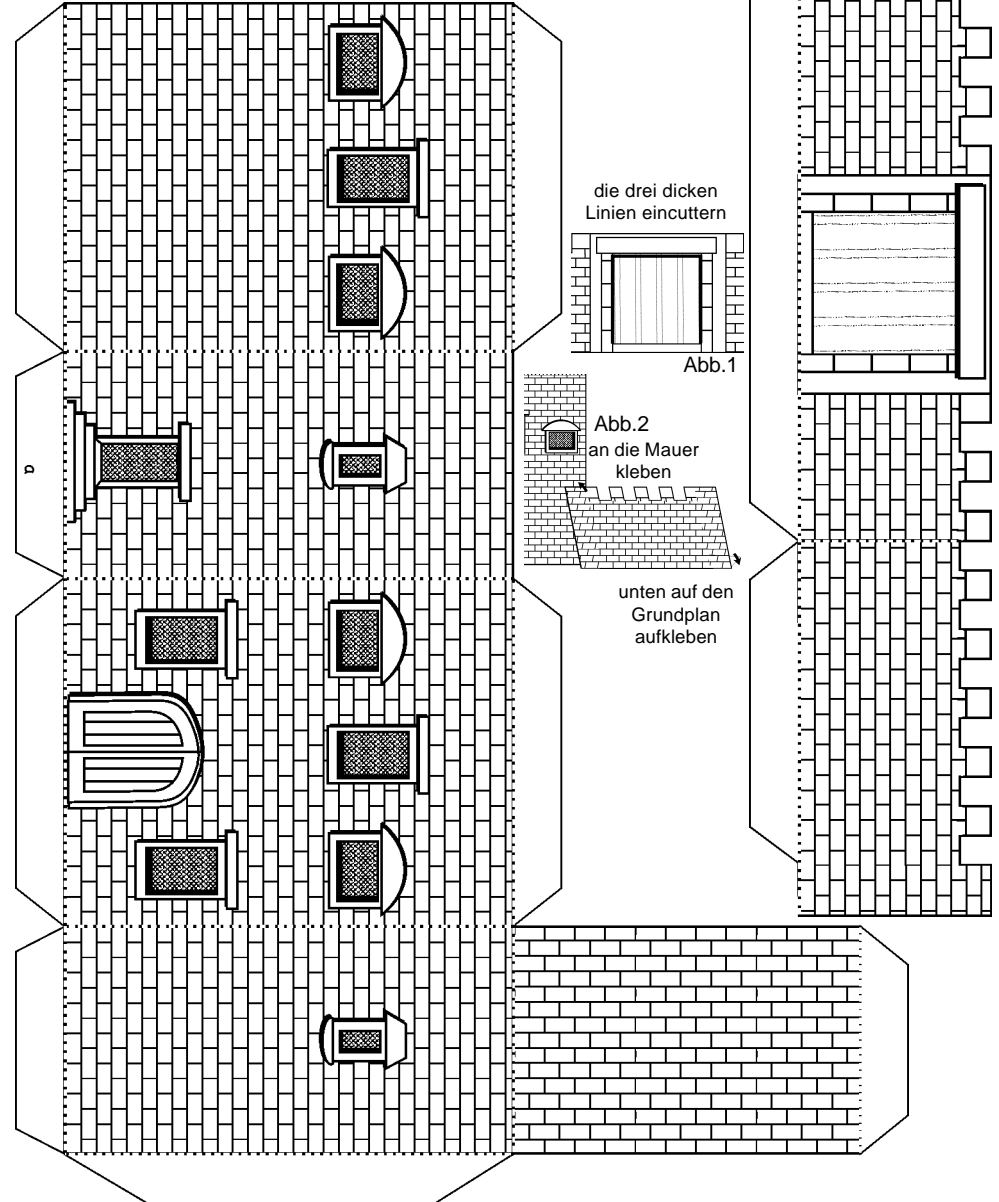 die drei dicken
Linien eincuttern
Abb.1
Abb.2
an die Mauer
kleben
unten auf den
Grundplan
aufkleben
a